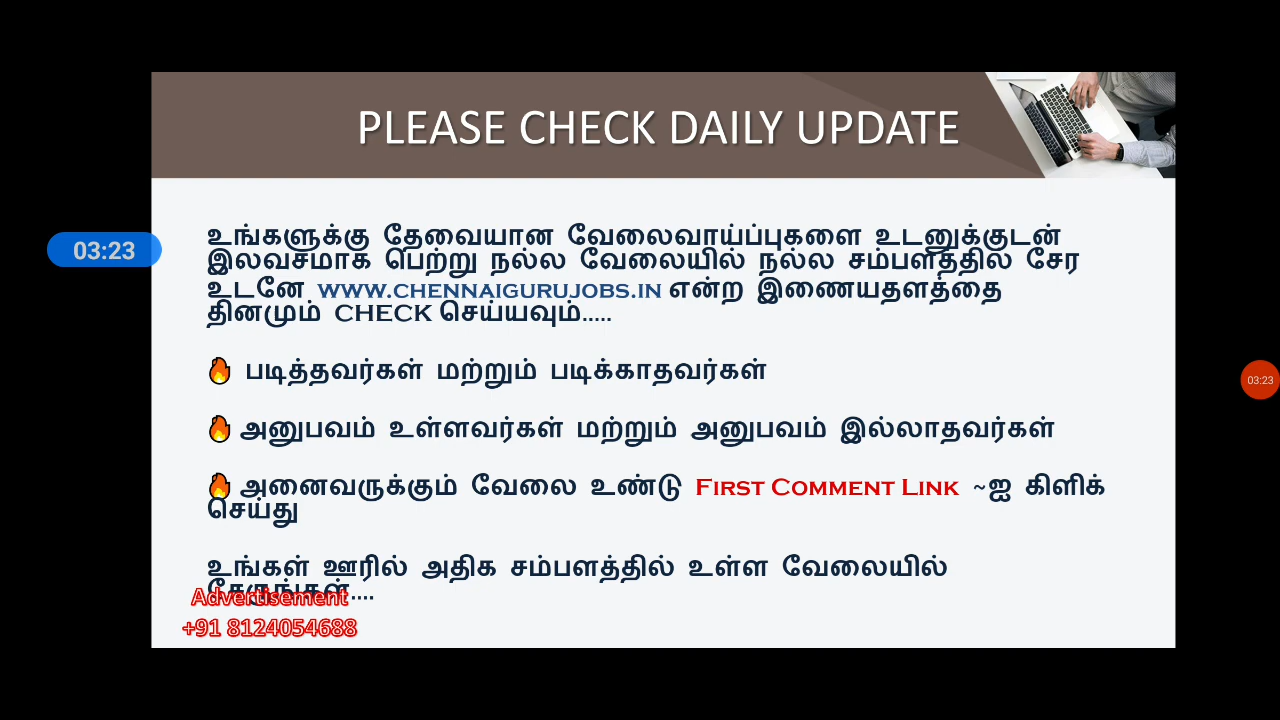 PLEASE CHECK DAILY UPDATE
உங்களுக்கு தேவையான வேலைவாய்ப்புகளை உடனுக்குடன்
இலவசமாக பெற்று நல்ல வேலையில் நல்ல சம்பளத்தில் சேர
உடனே WWW.CHENNAIGURUJOBS.IN என்ற இணையதளத்தை
தினமும் CHECK செய்யவும்.....
03:23
🔥 படித்தவர்கள் மற்றும் படிக்காதவர்கள்
03:23
🔥 அனுபவம் உள்ளவர்கள் மற்றும் அனுபவம் இல்லாதவர்கள்
🔥 அனைவருக்கும் வேலை உண்டு FIRST COMMENT LINK ~ஐ கிளிக்
செய்து
உங்கள் ஊரில் அதிக சம்பளத்தில் உள்ள வேலையில்
சேருங்கள்....
Advertisement
+91 8124054688